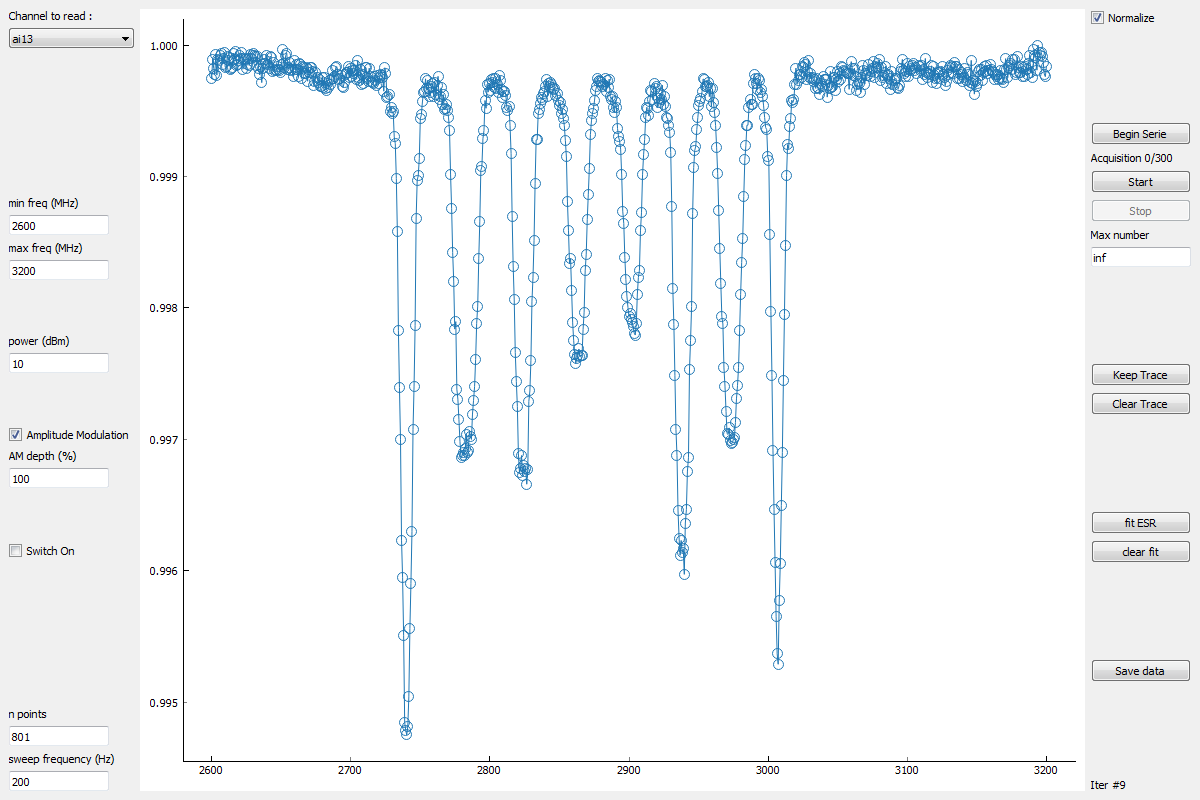 Channel to read :
ai13
min freq (MHz)
2600
max freq (MHz)
3200
power (dBm)
10
Amplitude Modulation
AM depth (%)
100
Switch On
n points
801
sweep frequency (Hz)
200
1.000
0.999
0.998
0.997
0.996
0.995
2600 2700 2800 2900 3000 3100 3200
Normalize
Begin Serie
Acquisition 0/300
Start
Stop
Max number
inf
Keep Trace
Clear Trace
fit ESR
clear fit
Save data
Iter #9